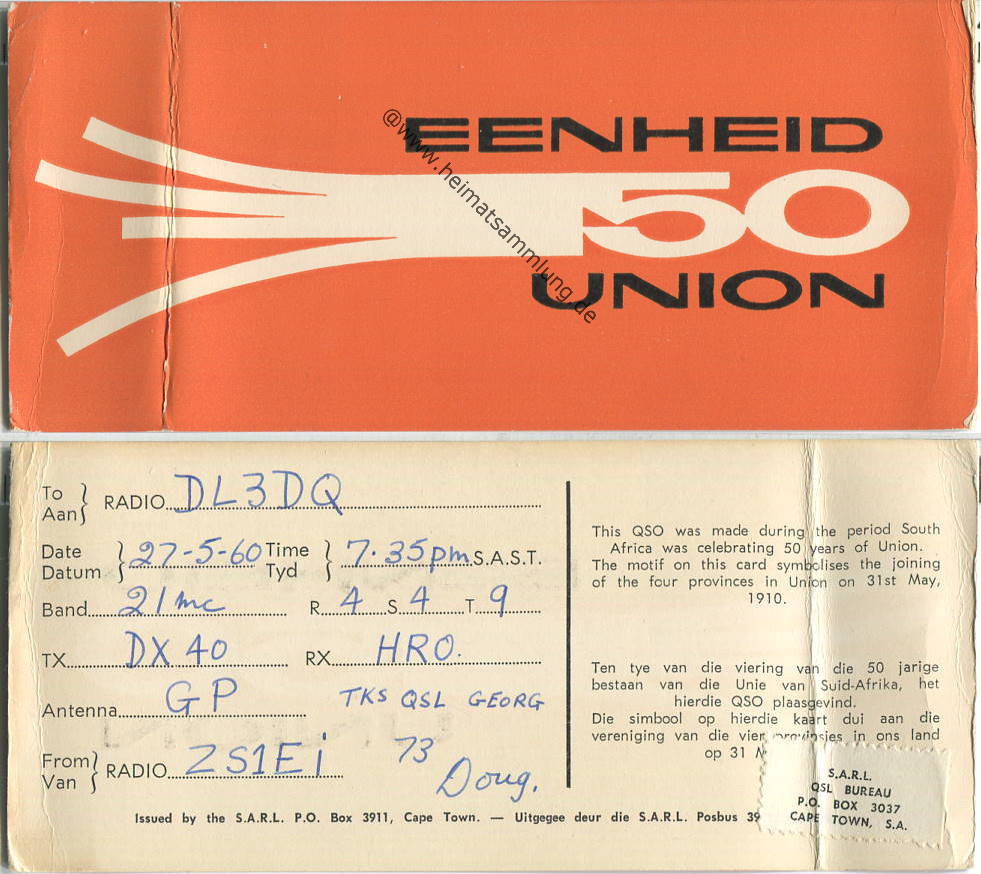 EENHEID
50
UNION
@www.heimatsammlung.de
To
Aan } RADIO DL3DQ
Date
Datum } 27-5-60 Time
Tyd } 7.35pm S.A.S.T.
Band 21mc R 4 S 4 T 9
TX DX 40 RX HRO.
Antenna GP TKS QSL GEORG
From
Van } RADIO ZS1Ei 73 Doug.
This QSO was made during the period South
Africa was celebrating 50 years of Union.
The motif on this card symbolises the joining
of the four provinces in Union on 31st May,
1910.
Ten tye van die viering van die 50 jarige
bestaan van die Unie van Suid-Afrika, het
hierdie QSO plaasgevind.
Die simbool op hierdie kaart dui aan die
vereniging van die vier provinsies in ons land
op 31
S.A.R.L.
QSL BUREAU
P.O. BOX 3037
CAPE TOWN, S.A.
Issued by the S.A.R.L. P.O. Box 3911, Cape Town. — Uitgegee deur die S.A.R.L. Posbus 39